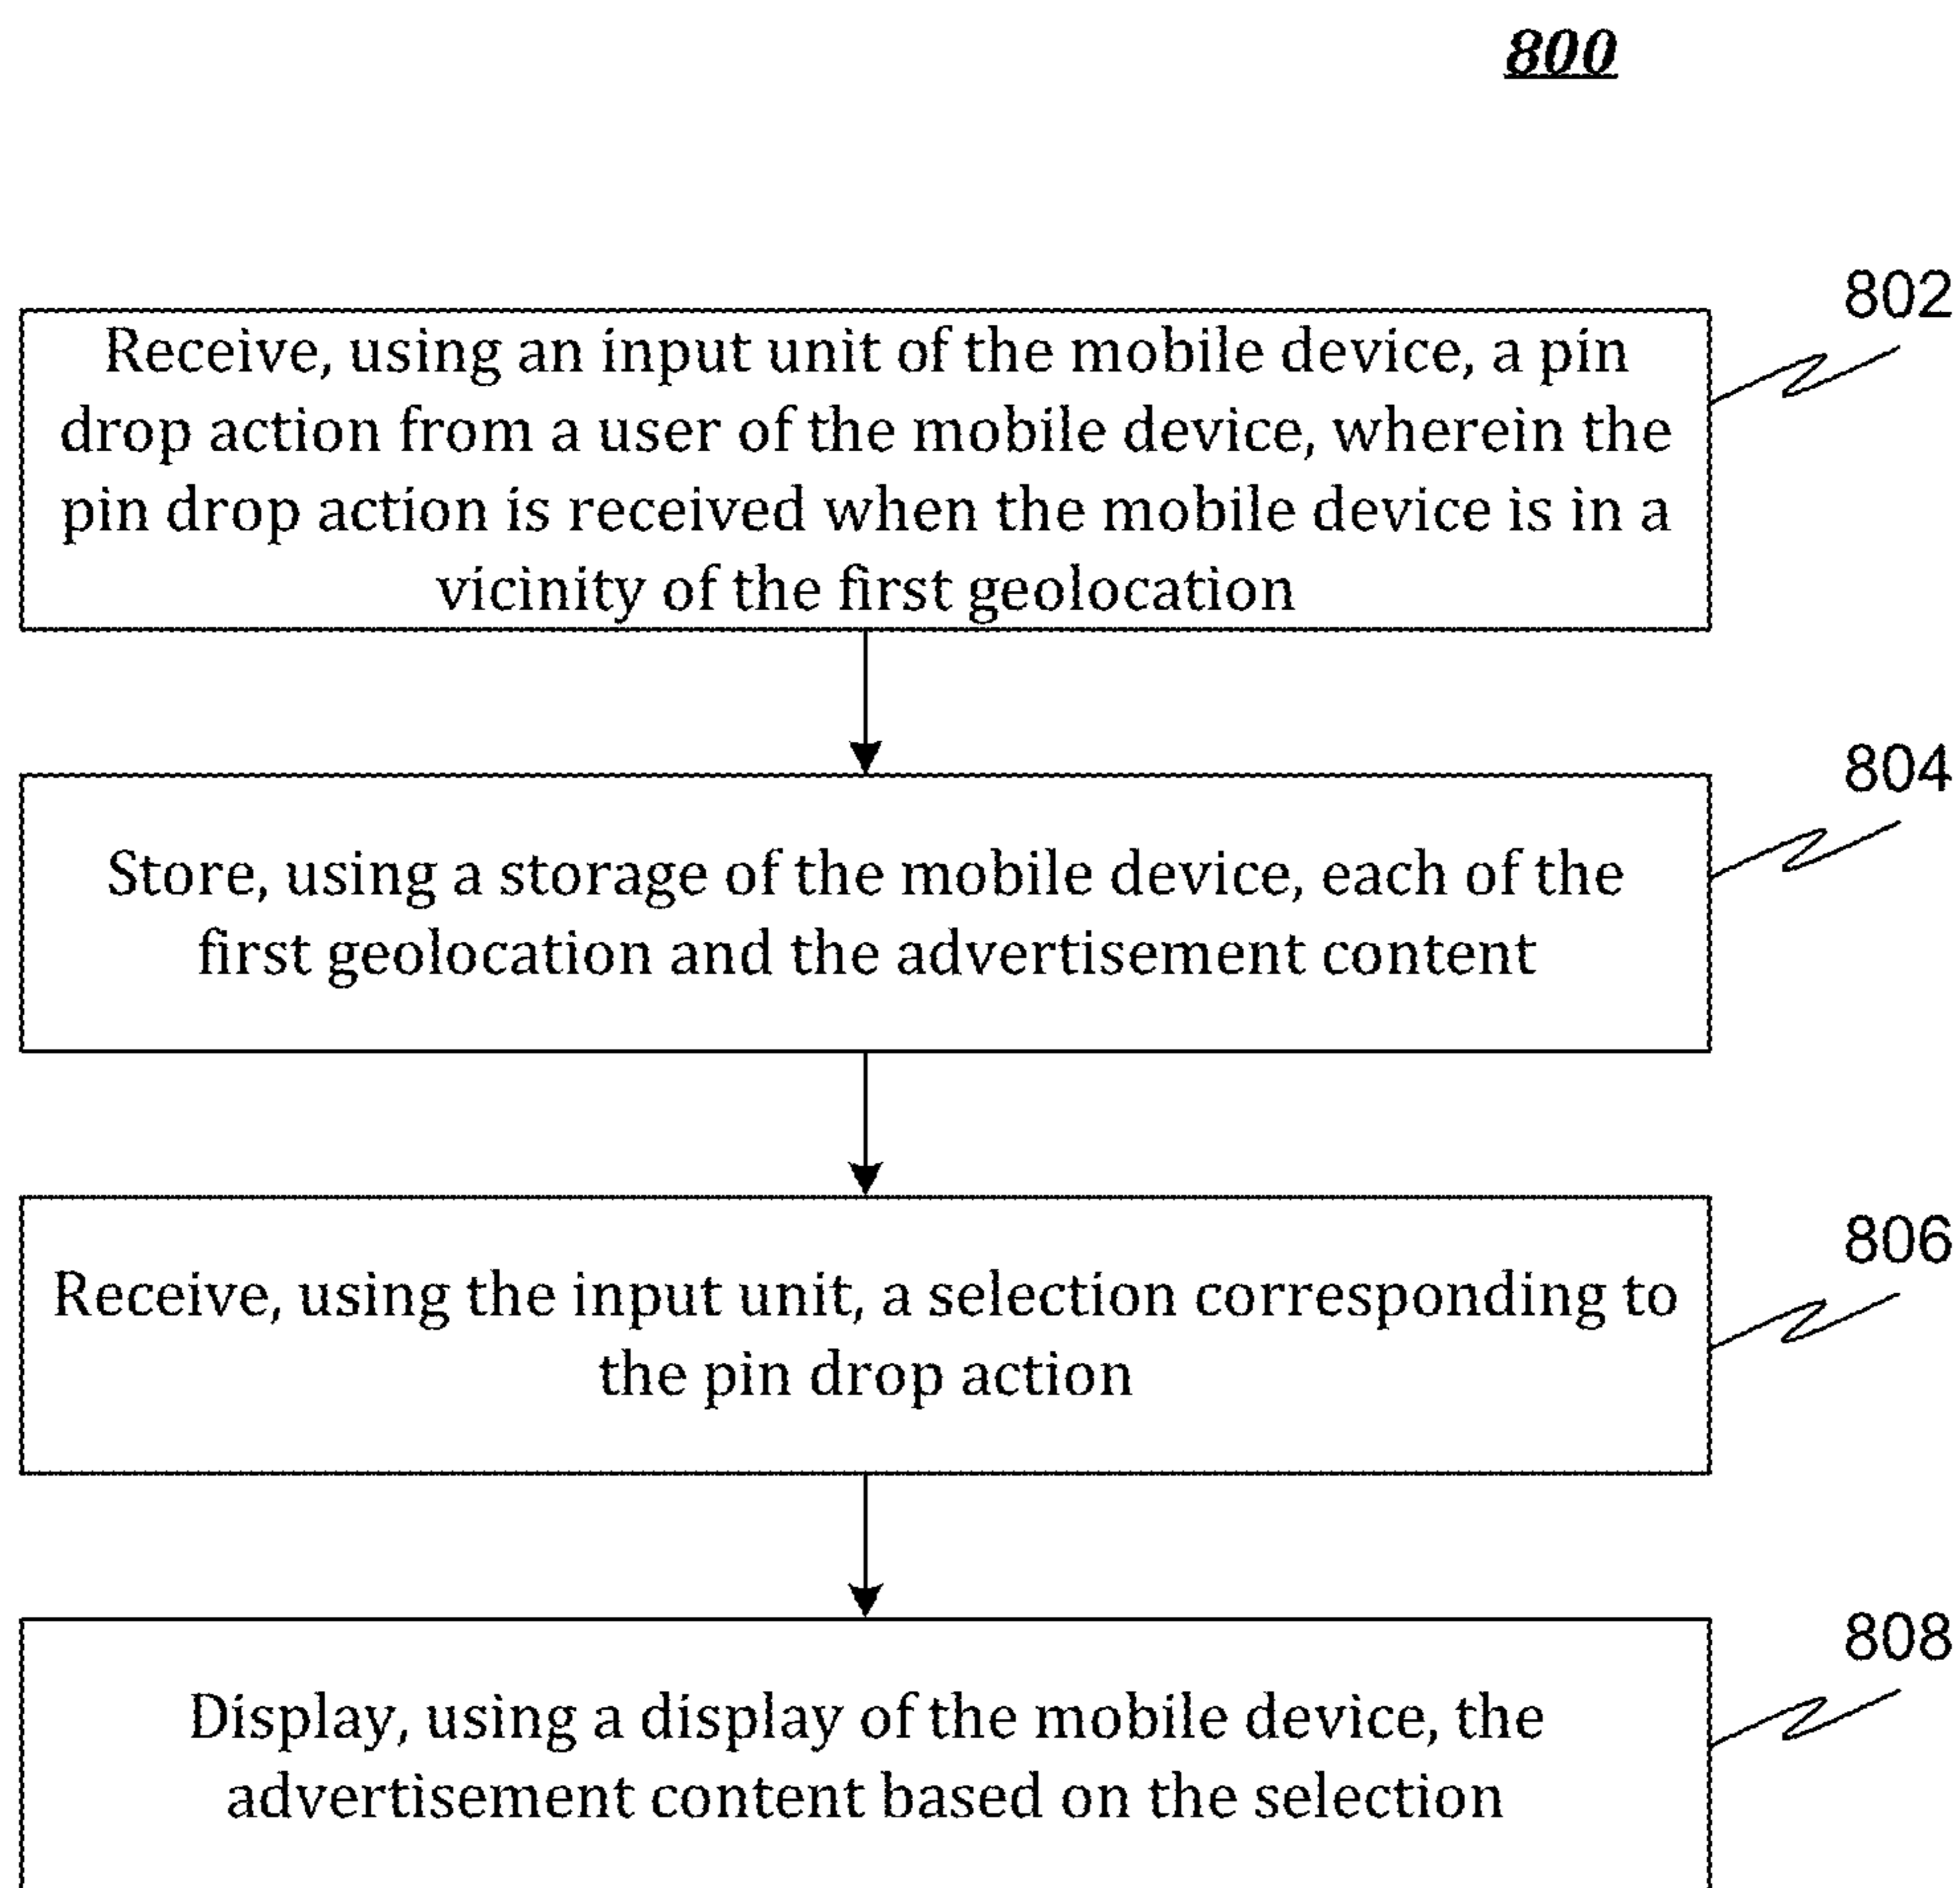 800
802
Receive, using an input unit of the mobile device, a pin
drop action from a user of the mobile device, wherein the
pin drop action is received when the mobile device is in a
vicinity of the first geolocation
804
Store, using a storage of the mobile device, each of the
first geolocation and the advertisement content
806
Receive, using the input unit, a selection corresponding to
the pin drop action
808
Display, using a display of the mobile device, the
advertisement content based on the selection